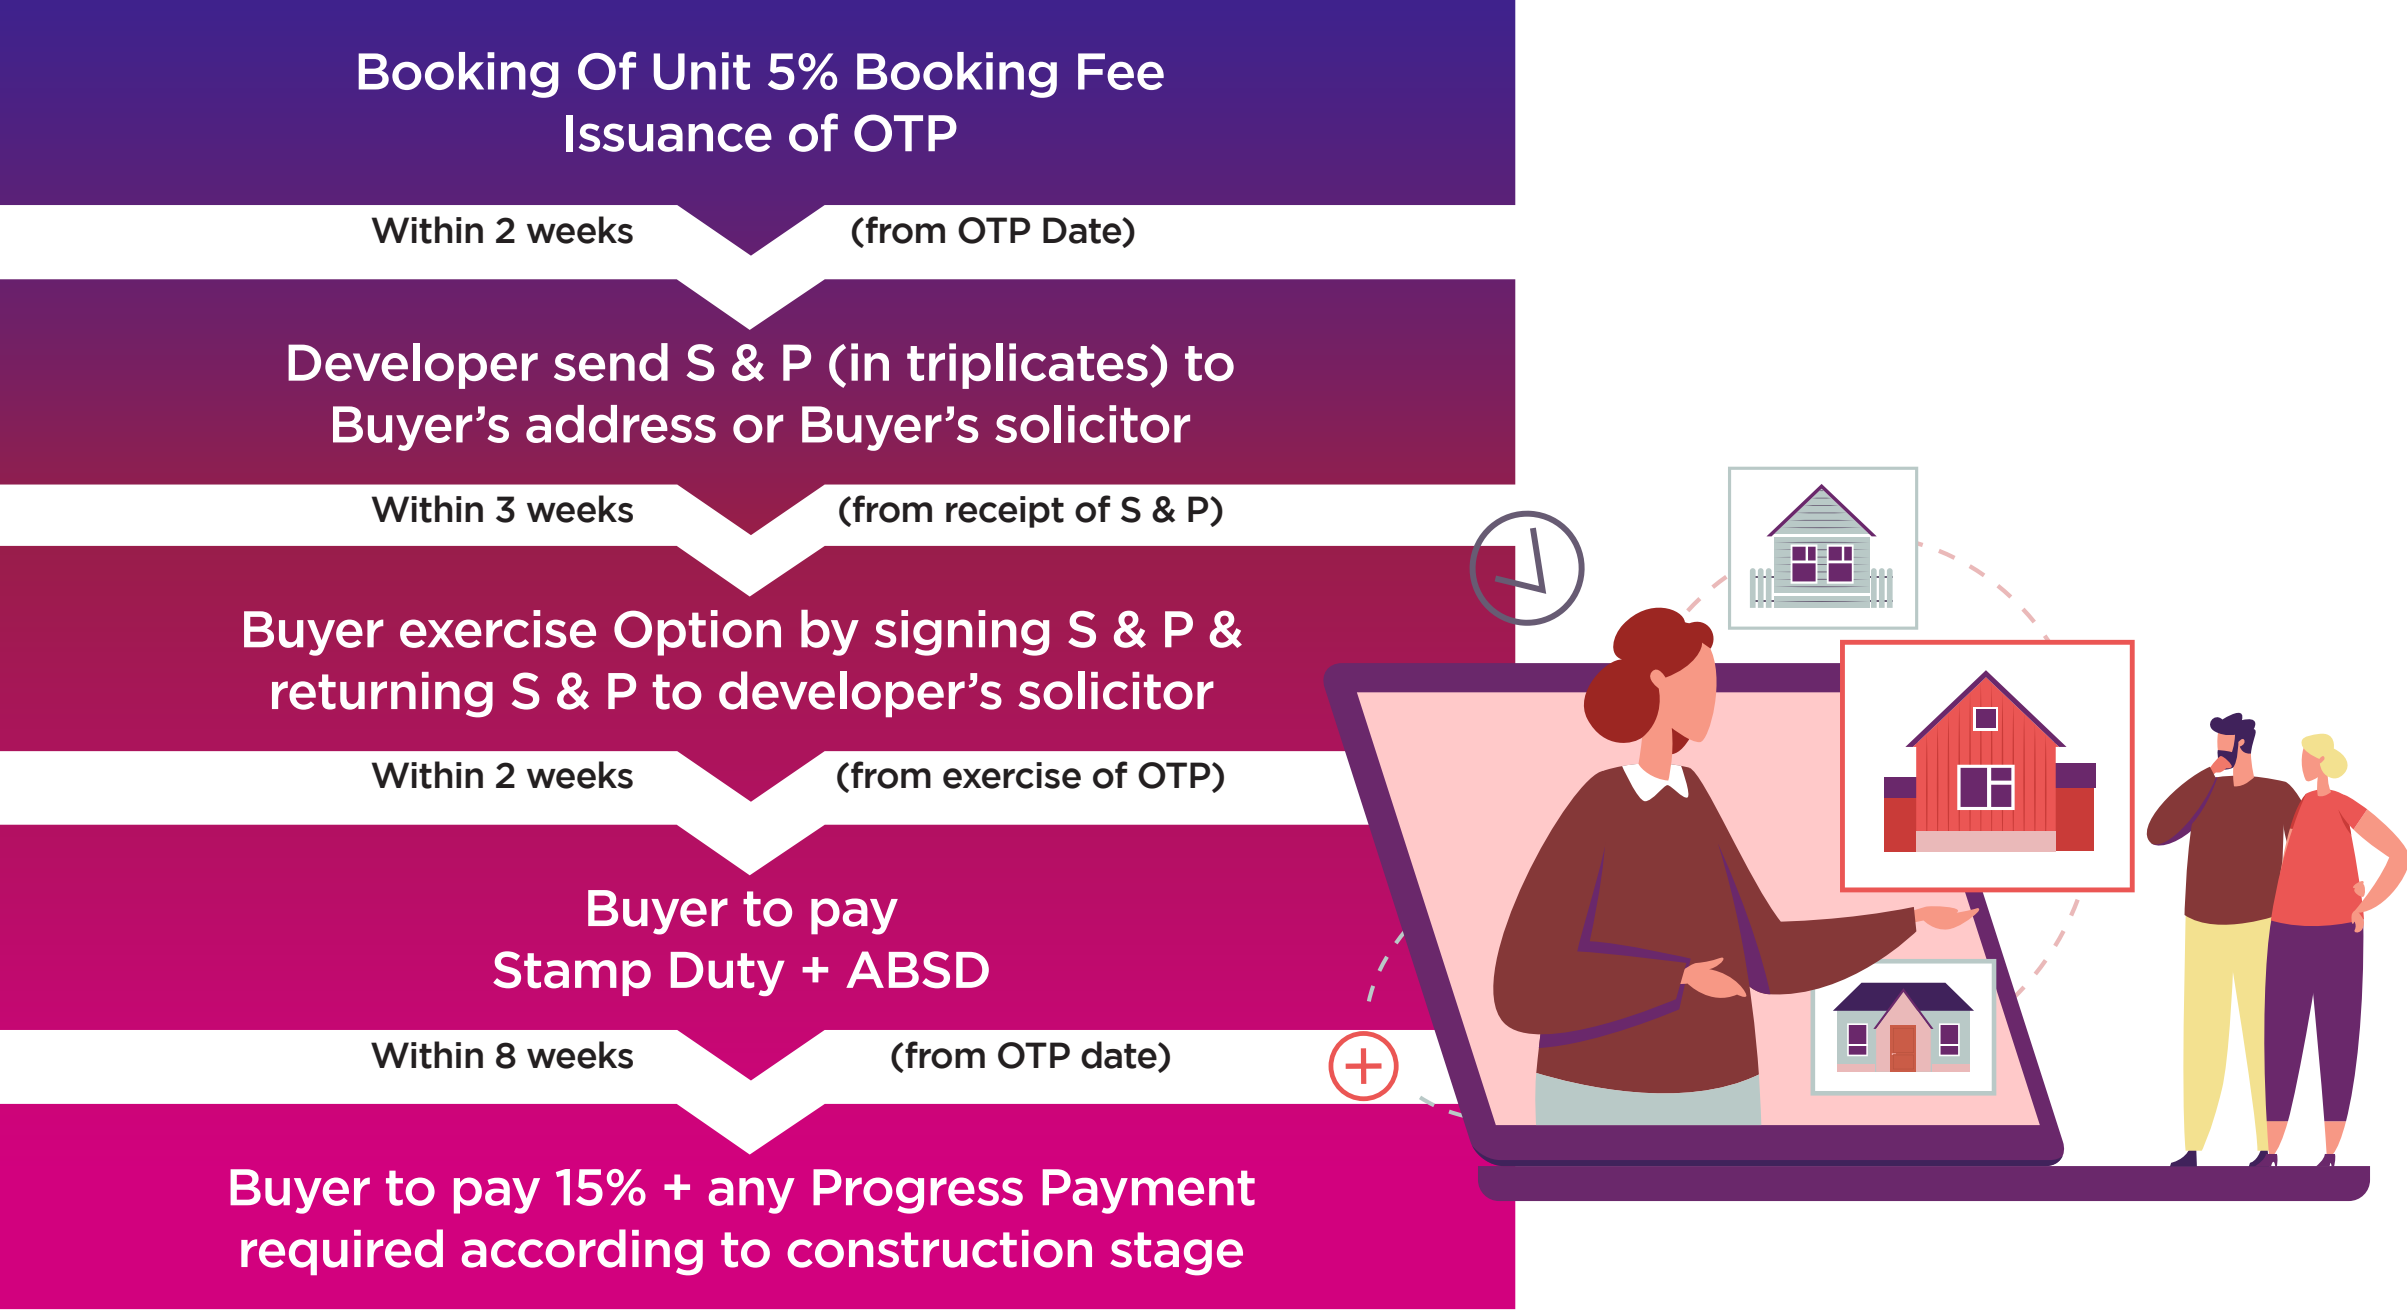 Booking Of Unit 5% Booking Fee
Issuance of OTP
Within 2 weeks (from OTP Date)
Developer send S & P (in triplicates) to
Buyer’s address or Buyer’s solicitor
Within 3 weeks (from receipt of S & P)
Buyer exercise Option by signing S & P &
returning S & P to developer’s solicitor
Within 2 weeks (from exercise of OTP)
Buyer to pay
Stamp Duty + ABSD
Within 8 weeks (from OTP date)
Buyer to pay 15% + any Progress Payment
required according to construction stage